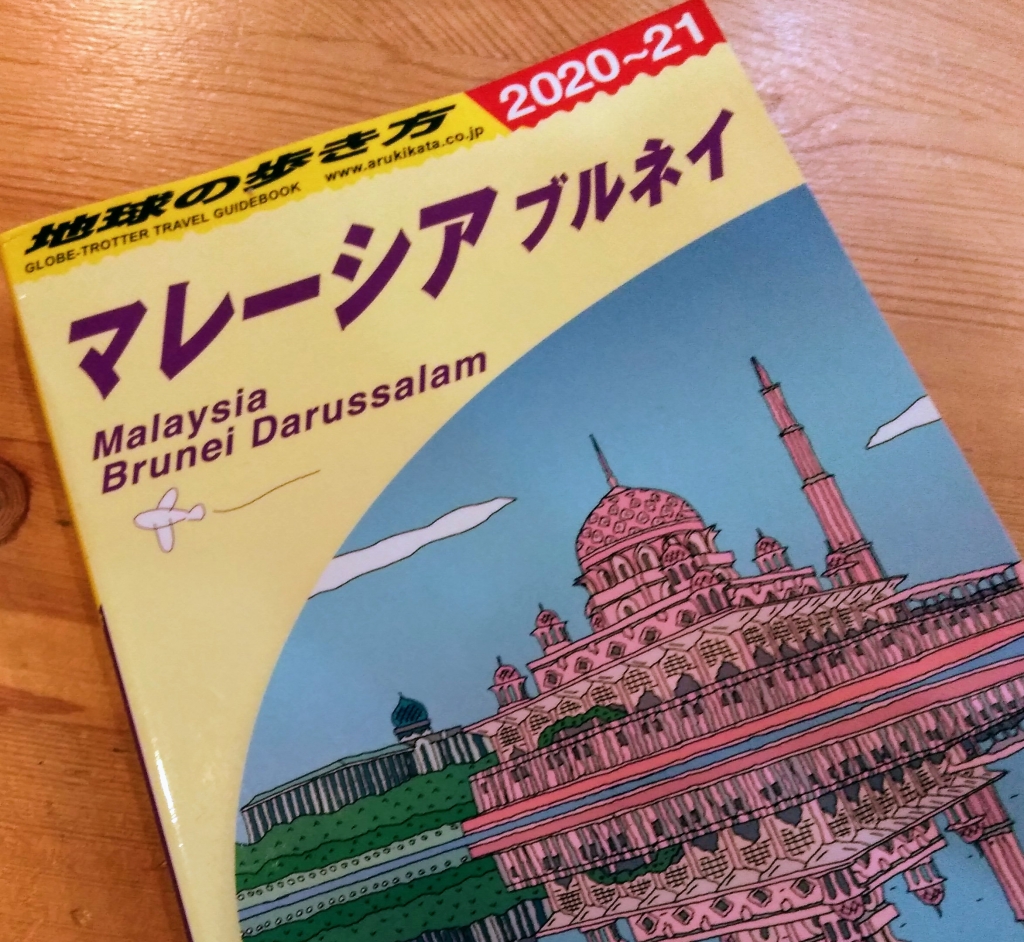 地球の歩き方
www.arukikata.co.jp
2020~21
GLOBE-TROTTER TRAVEL GUIDEBOOK
マレーシア ブルネイ
Malaysia
Brunei Darussalam